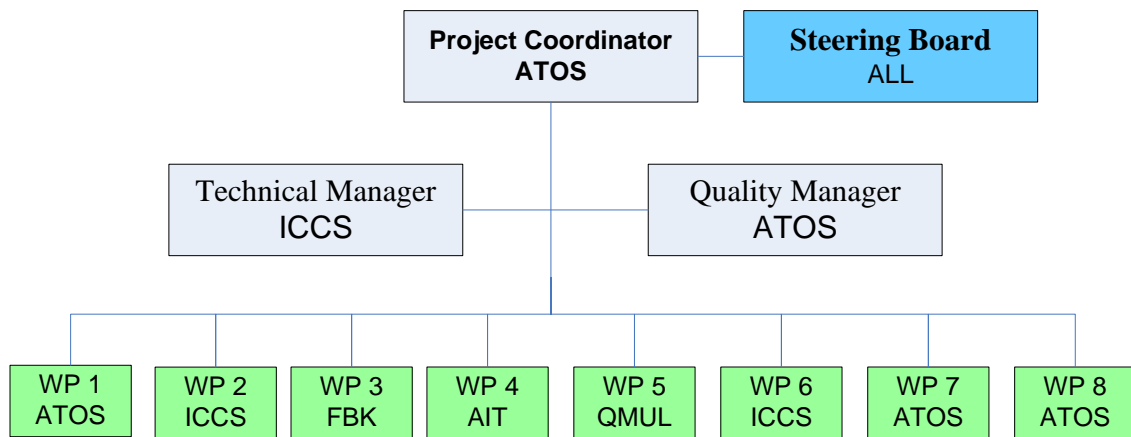 Project Coordinator
ATOS
Steering Board
ALL
Technical Manager
ICCS
Quality Manager
ATOS
WP 1
ATOS
WP 2
ICCS
WP 3
FBK
WP 4
AIT
WP 5
QMUL
WP 6
ICCS
WP 7
ATOS
WP 8
ATOS